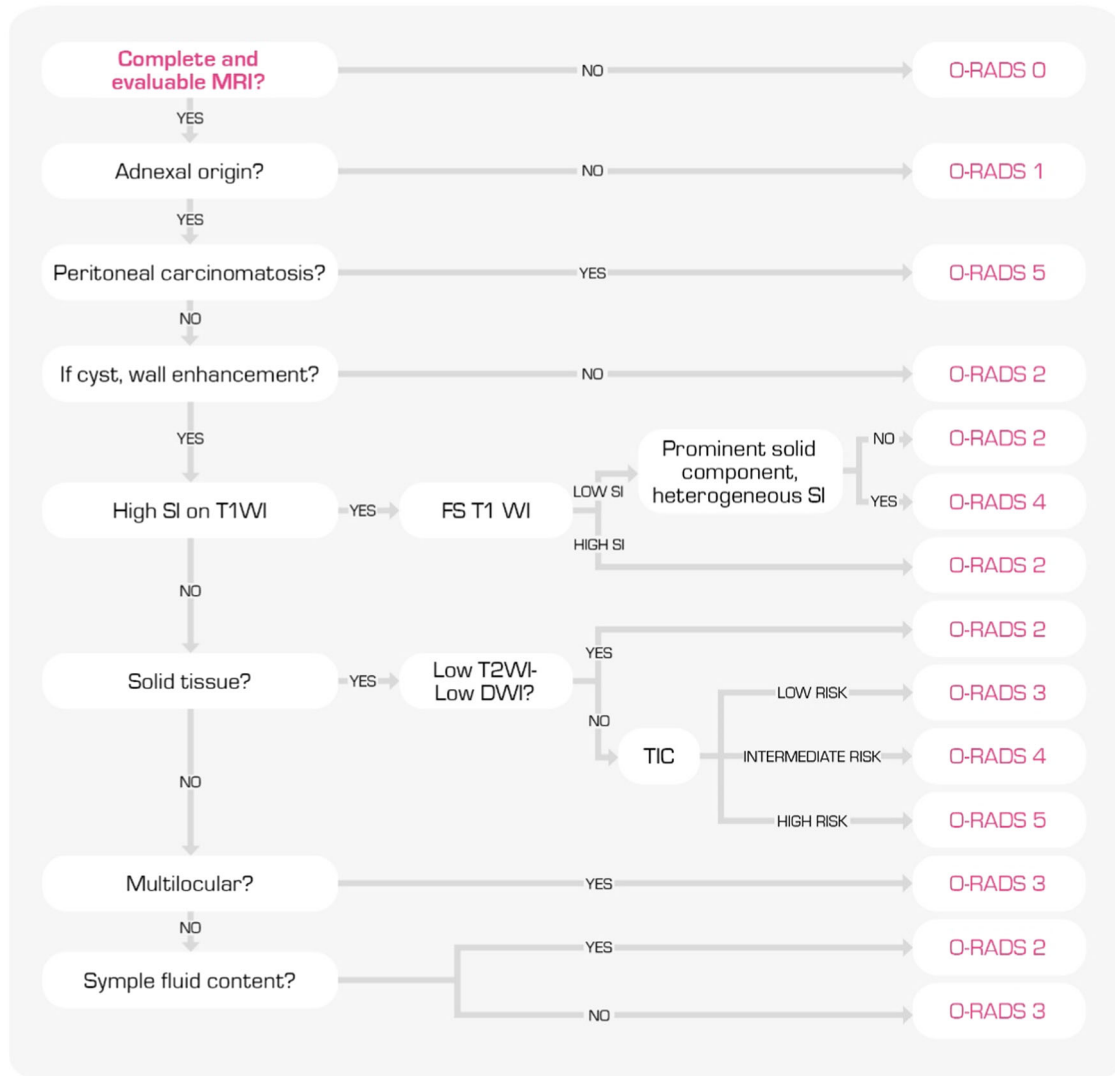 Complete and
evaluable MRI?
NO
O-RADS 0
YES
Adnexal origin?
NO
O-RADS 1
YES
Peritoneal carcinomatosis?
YES
O-RADS 5
NO
If cyst, wall enhancement?
NO
O-RADS 2
YES
Prominent solid
component,
heterogeneous SI
NO
O-RADS 2
YES
O-RADS 4
High SI on T1WI
YES
FS T1 WI
LOW SI
HIGH SI
O-RADS 2
NO
Solid tissue?
YES
Low T2WI-
Low DWI?
YES
O-RADS 2
NO
TIC
LOW RISK
O-RADS 3
INTERMEDIATE RISK
O-RADS 4
HIGH RISK
O-RADS 5
NO
Multilocular?
YES
O-RADS 3
NO
Symple fluid content?
YES
O-RADS 2
NO
O-RADS 3